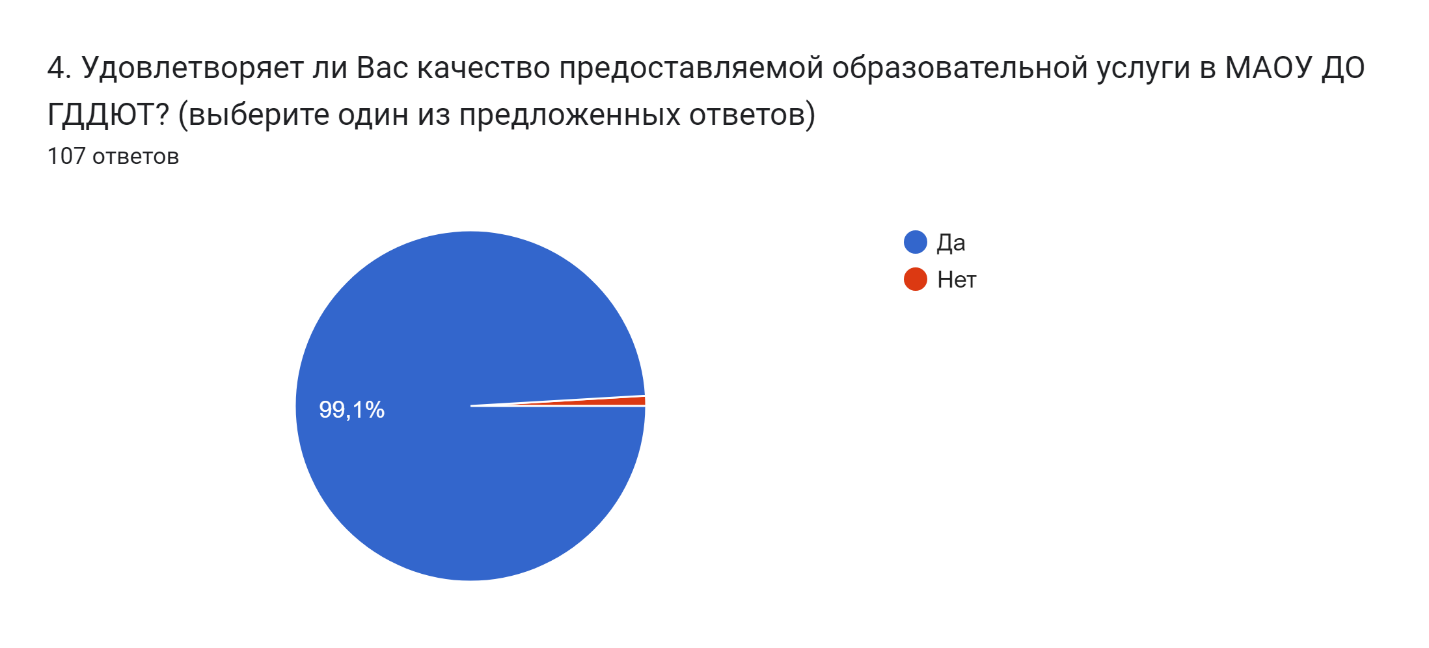 4. Удовлетворяет ли Вас качество предоставляемой образовательной услуги в МАОУ ДО
ГДДЮТ? (выберите один из предложенных ответов)
107 ответов
Да
Нет
99,1%